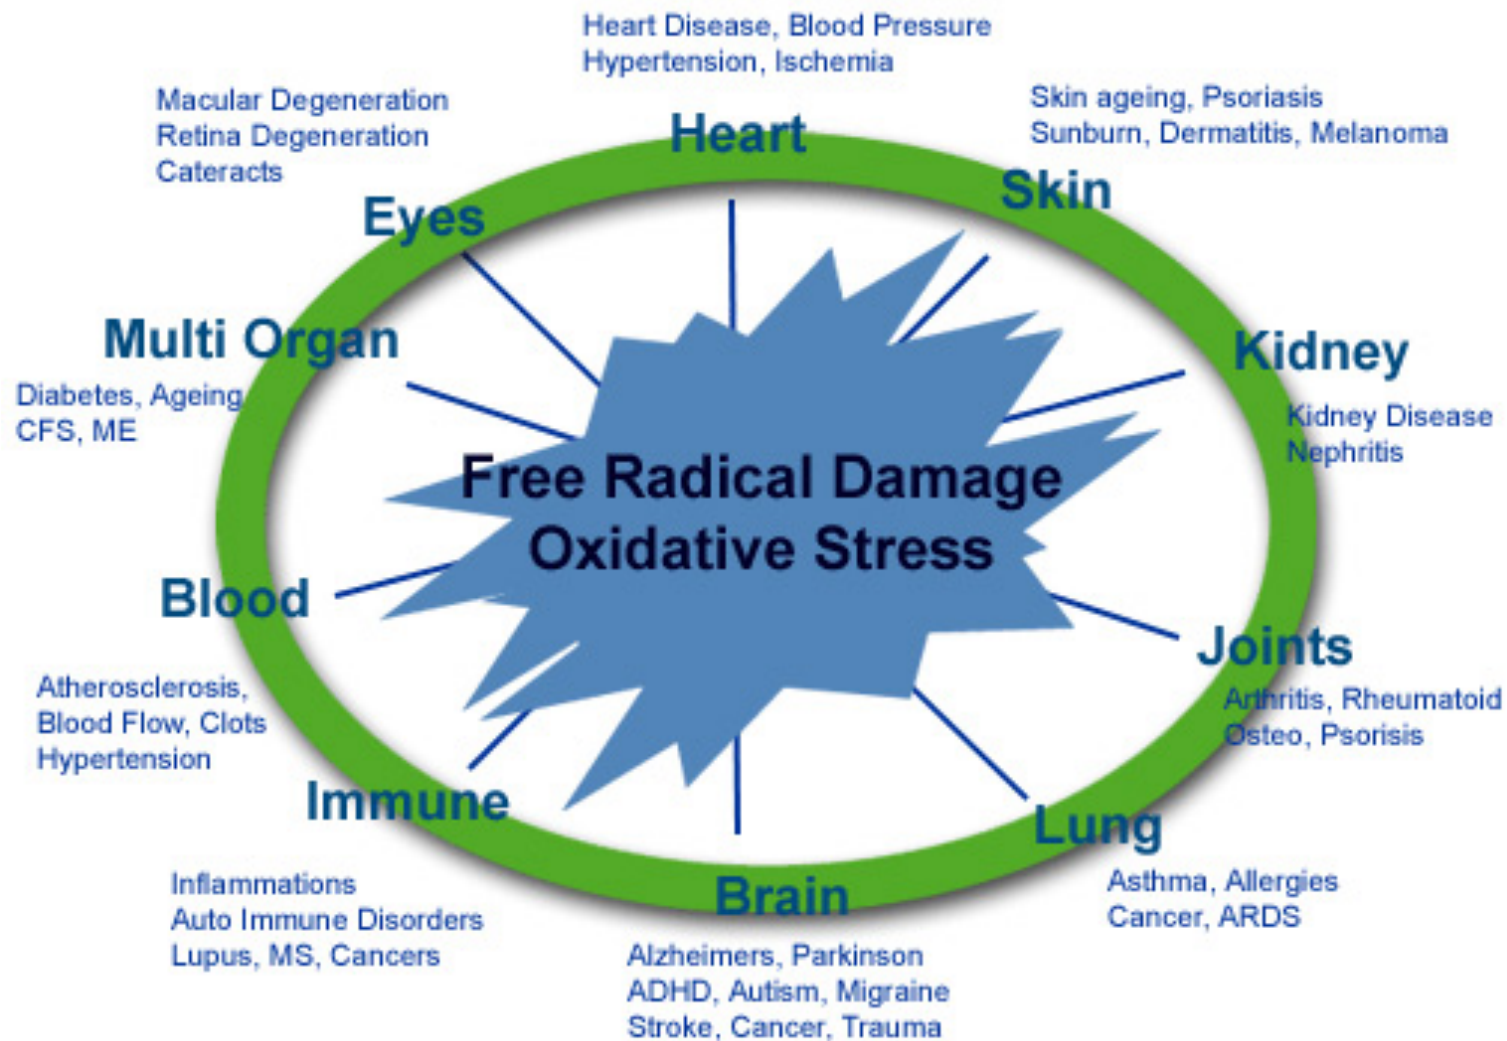 Heart Disease, Blood Pressure
Hypertension, Ischemia
Heart
Macular Degeneration
Retina Degeneration
Cateracts
Eyes
Skin ageing, Psoriasis
Sunburn, Dermatitis, Melanoma
Skin
Multi Organ
Diabetes, Ageing
CFS, ME
Kidney
Kidney Disease
Nephritis
Free Radical Damage
Oxidative Stress
Blood
Atherosclerosis,
Blood Flow, Clots
Hypertension
Joints
Arthritis, Rheumatoid
Osteo, Psorisis
Immune
Inflammations
Auto Immune Disorders
Lupus, MS, Cancers
Brain
Alzheimers, Parkinson
ADHD, Autism, Migraine
Stroke, Cancer, Trauma
Lung
Asthma, Allergies
Cancer, ARDS